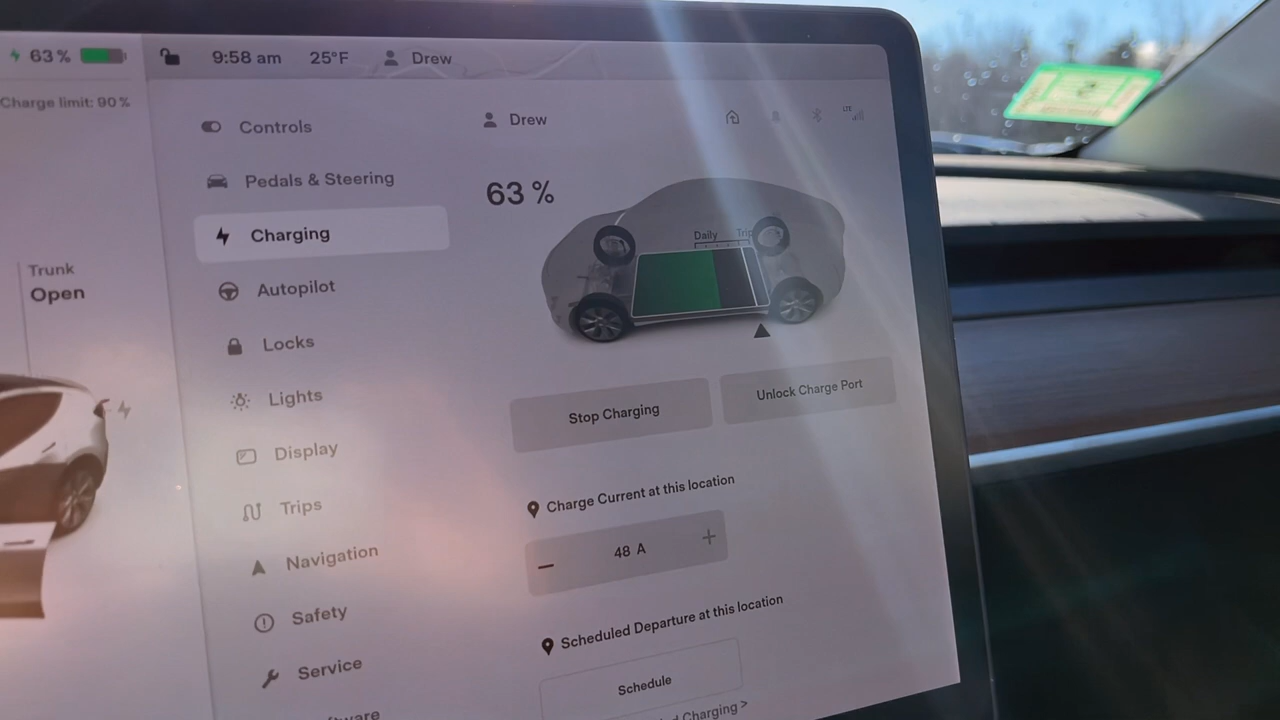 63 %
9:58 am
25°F
Drew
Charge limit: 90 %
Trunk
Open
Controls
Pedals & Steering
Charging
Autopilot
Locks
Lights
Display
Trips
Navigation
Safety
Service
Drew
LTE
63 %
Daily
Trip
Stop Charging
Unlock Charge Port
Charge Current at this location
48 A
Scheduled Departure at this location
Schedule
Charging >